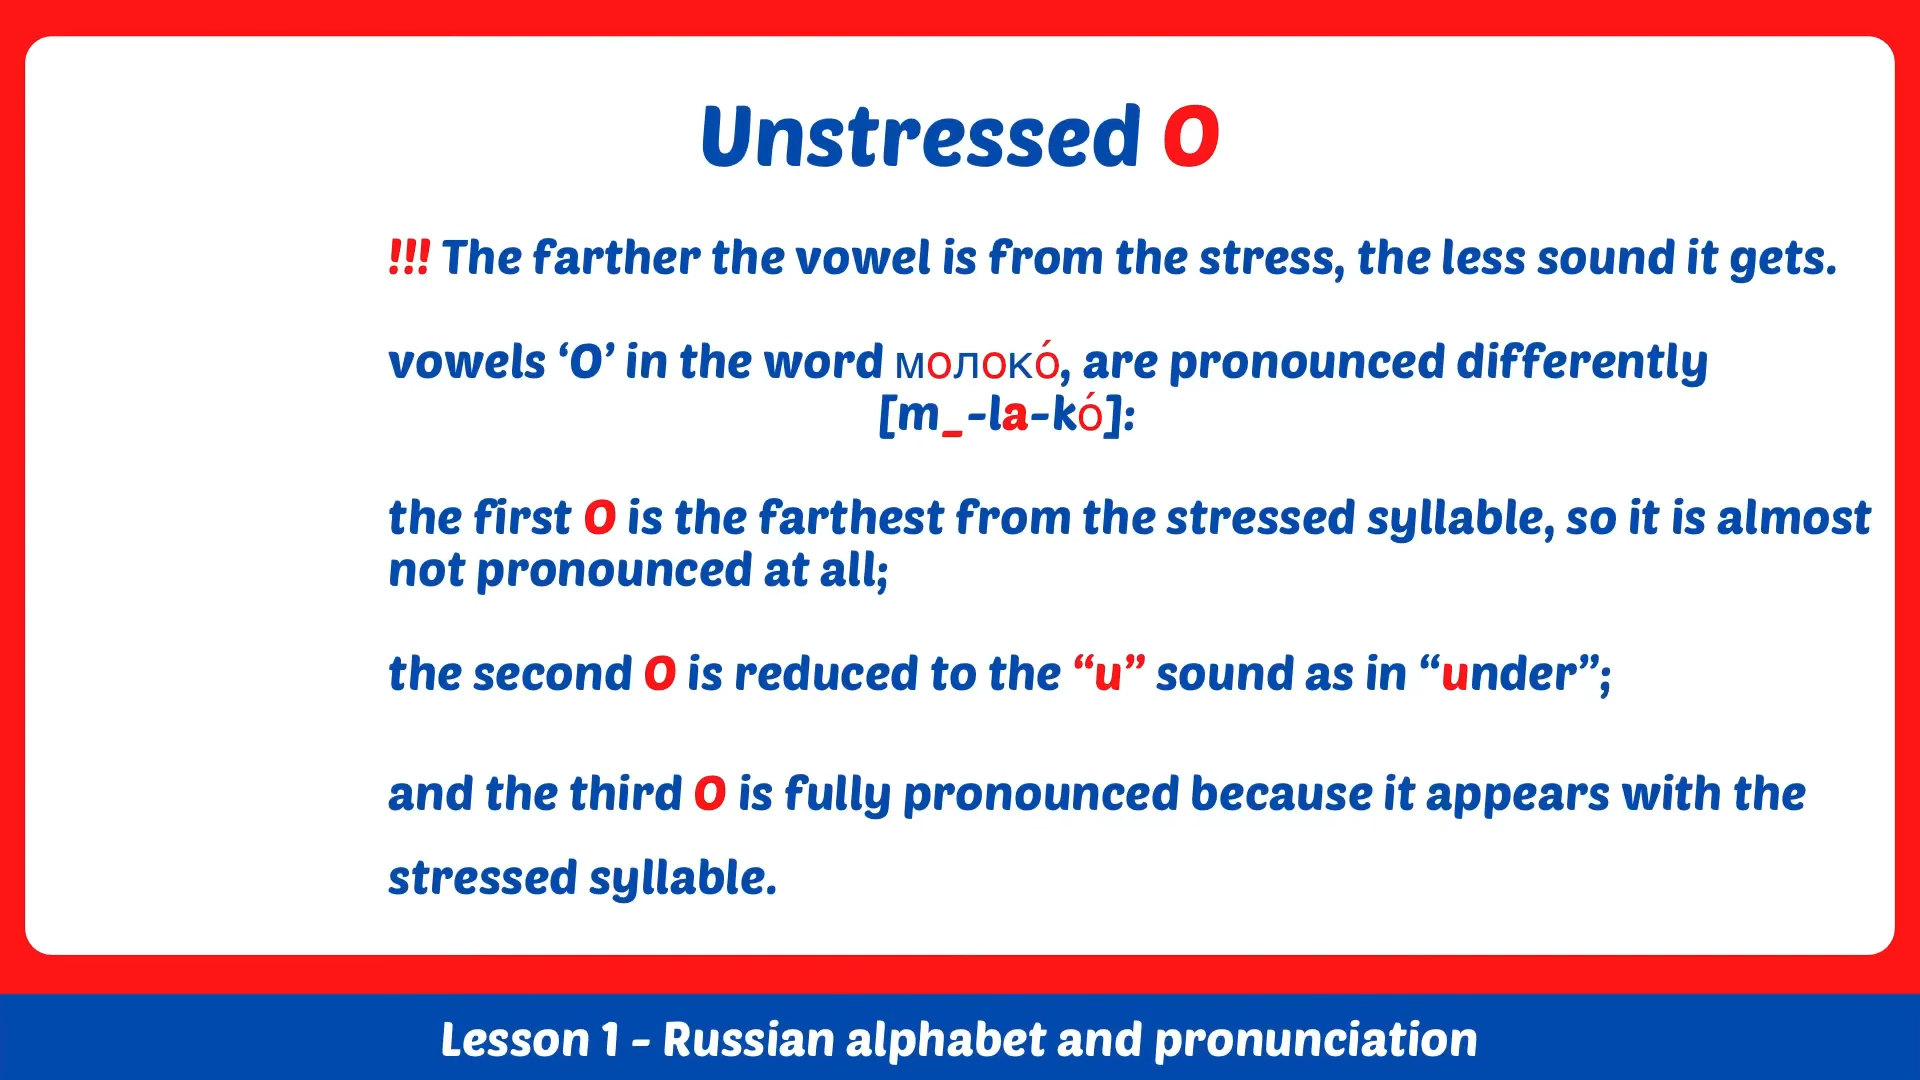 Unstressed O
!!! The farther the vowel is from the stress, the less sound it gets.
vowels ‘O’ in the word молоко́, are pronounced differently
[m_-la-kó]:
the first O is the farthest from the stressed syllable, so it is almost
not pronounced at all;
the second O is reduced to the “u” sound as in “under”;
and the third O is fully pronounced because it appears with the
stressed syllable.
Lesson 1 - Russian alphabet and pronunciation